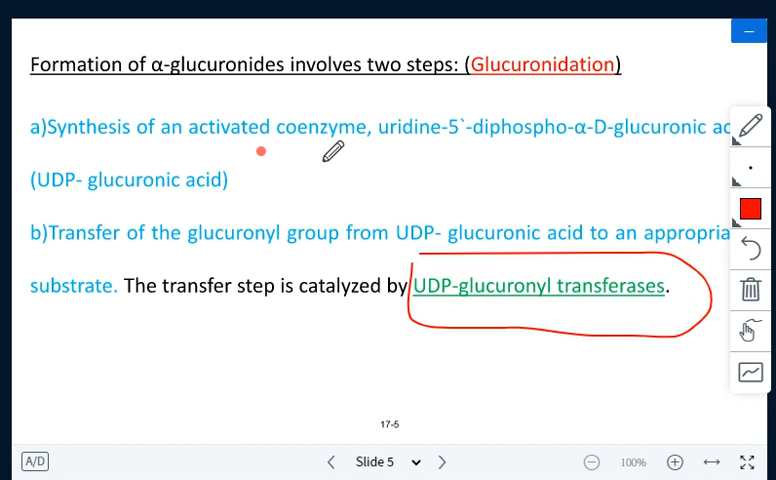 Formation of α-glucuronides involves two steps: (Glucuronidation)
a)Synthesis of an activated coenzyme, uridine-5`-diphospho-α-D-glucuronic
(UDP- glucuronic acid)
b)Transfer of the glucuronyl group from UDP- glucuronic acid to an
substrate. The transfer step is catalyzed by UDP-glucuronyl transferases.
17-5
A/D
Slide 5
100%